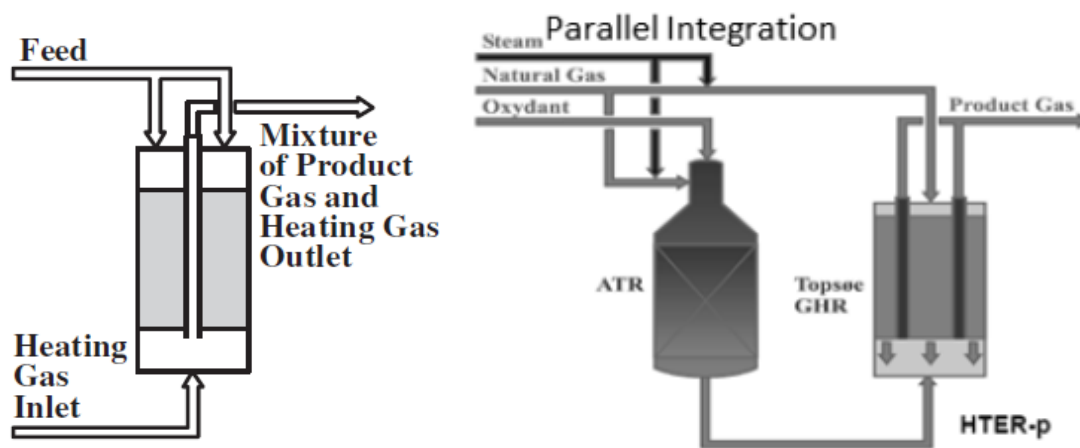 Feed
Mixture
of Product
Gas and
Heating Gas
Outlet
Heating
Gas
Inlet
Parallel Integration
Steam
Natural Gas
Oxydant
Product Gas
ATR
Topsøe
GHR
HTER-p